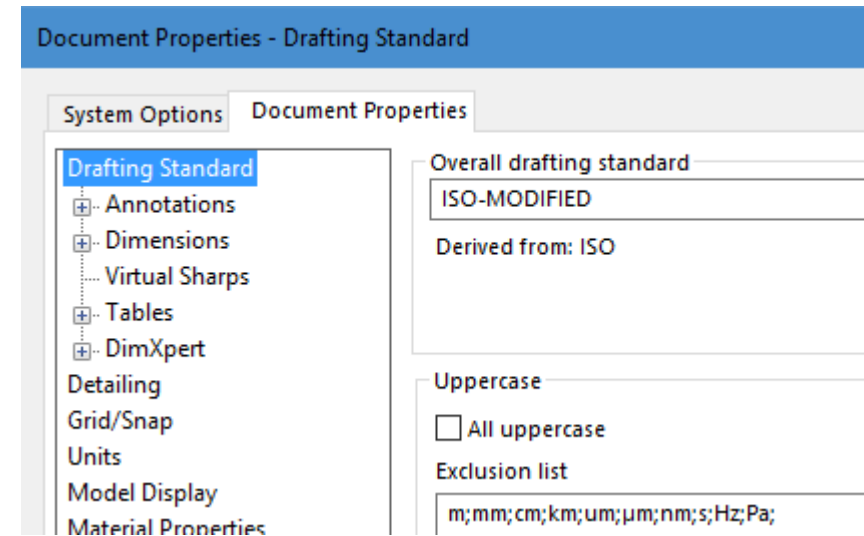 Document Properties - Drafting Standard
System Options
Document Properties
Drafting Standard
Annotations
Dimensions
Virtual Sharps
Tables
DimXpert
Detailing
Grid/Snap
Units
Model Display
Material Properties
Overall drafting standard
ISO-MODIFIED
Derived from: ISO
Uppercase
All uppercase
Exclusion list
m;mm;cm;km;um;µm;nm;s;Hz;Pa;